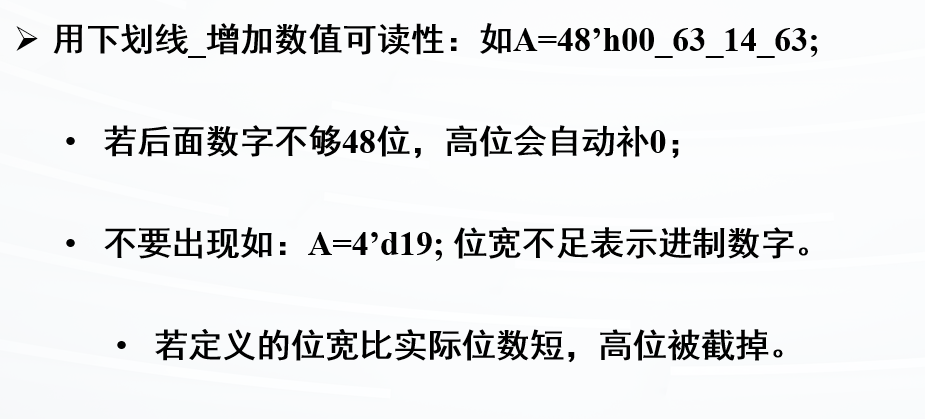 ➢ 用下划线_增加数值可读性：如A=48’h00_63_14_63;
• 若后面数字不够48位，高位会自动补0；
• 不要出现如：A=4’d19; 位宽不足表示进制数字。
• 若定义的位宽比实际位数短，高位被截掉。